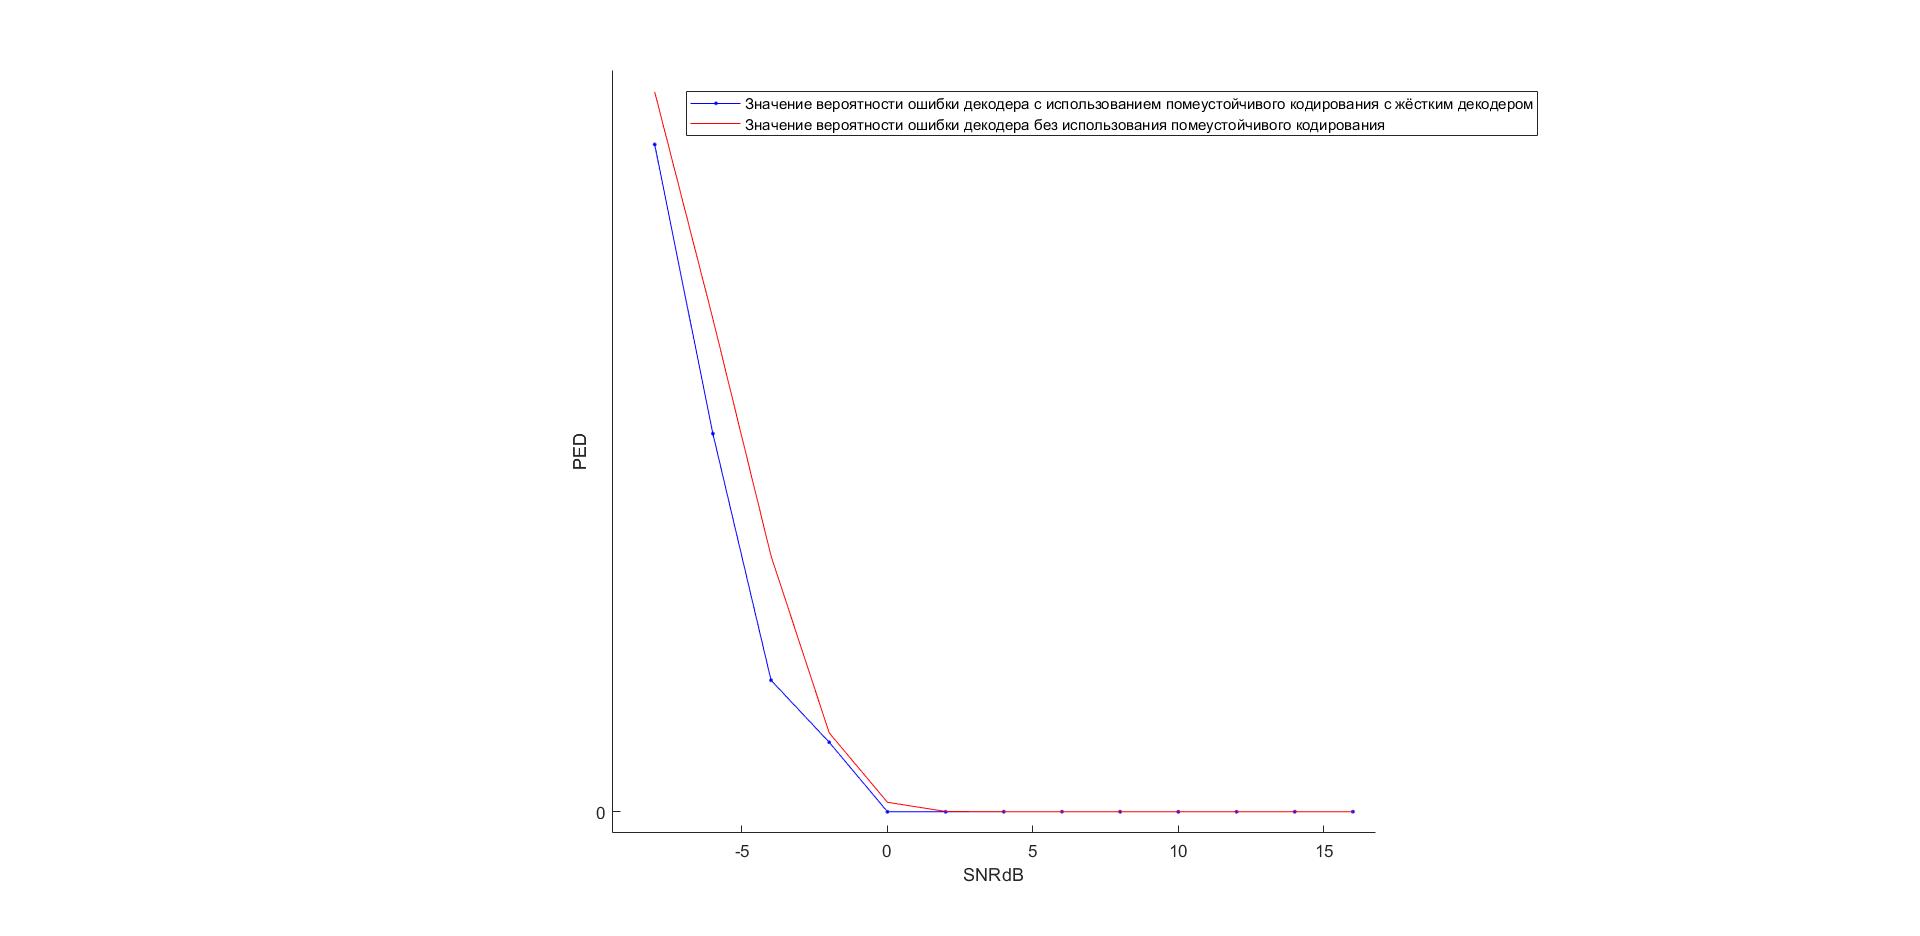 Значение вероятности ошибки декодера с использованием помеустойчивого кодирования с жёстким декодером
Значение вероятности ошибки декодера без использования помеустойчивого кодирования
PED
0
-5
0
5
10
15
SNRdB